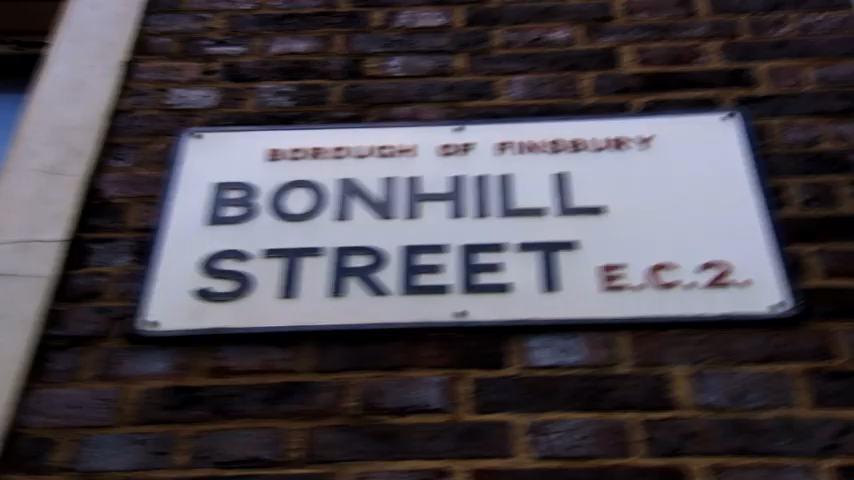 BOROUGH OF FINSBURY
BONHILL
STREET E.C.2.